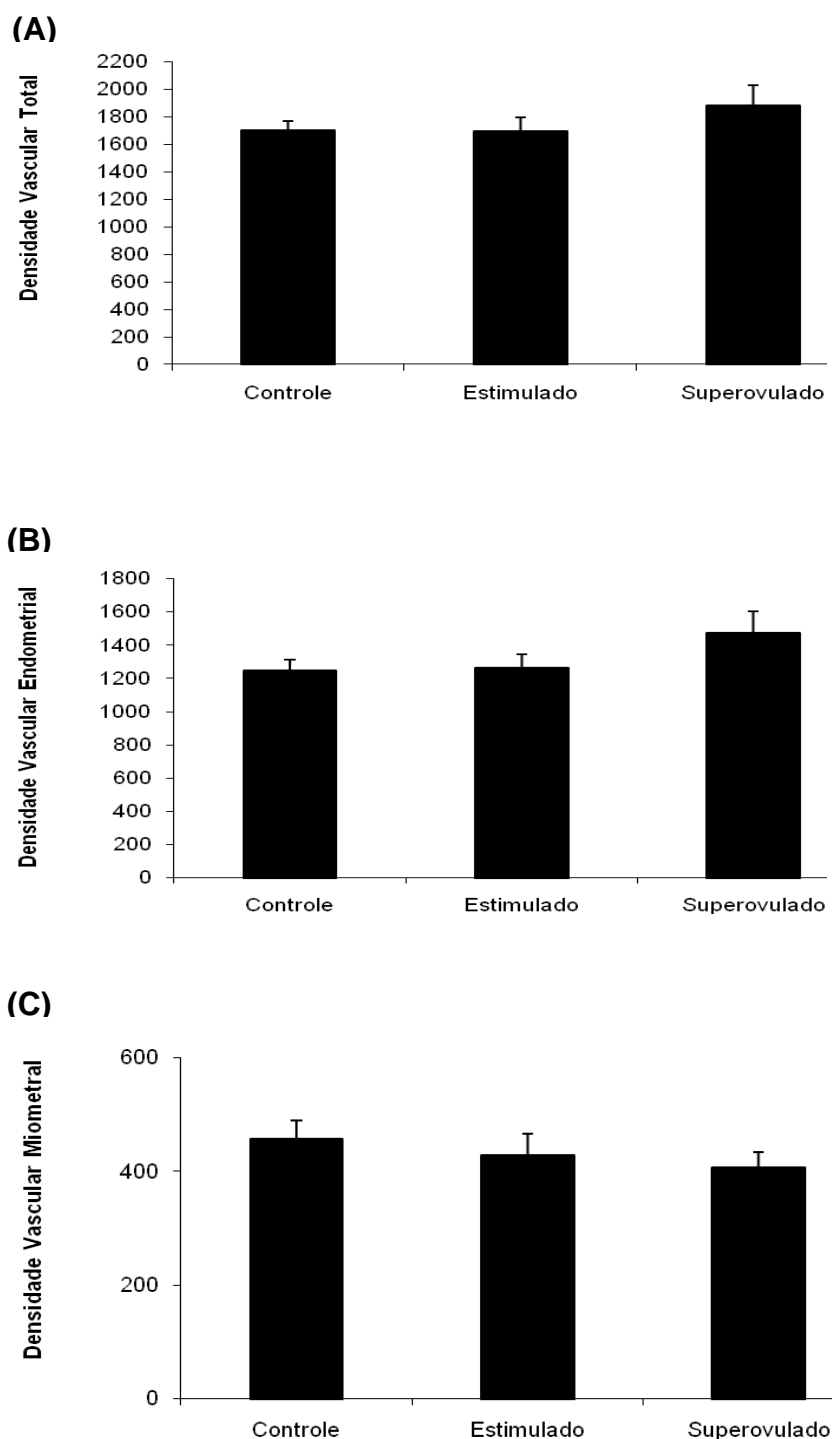 (A)
Densidade Vascular Total
2200
2000
1800
1600
1400
1200
1000
800
600
400
200
0
Controle Estimulado Superovulado
(B)
Densidade Vascular Endometrial
1800
1600
1400
1200
1000
800
600
400
200
0
Controle Estimulado Superovulado
(C)
Densidade Vascular Miometral
600
400
200
0
Controle Estimulado Superovulado